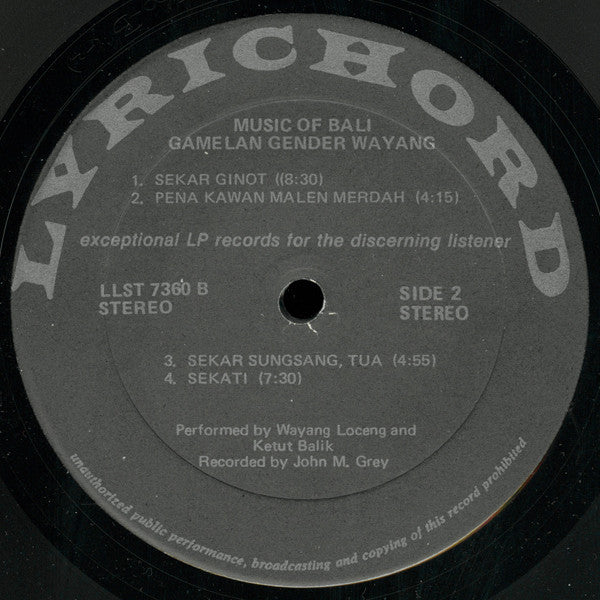 LYRICHORD
MUSIC OF BALI
GAMELAN GENDER WAYANG
1. SEKAR GINOT ((8:30)
2. PENA KAWAN MALEN MERDAH (4:15)
exceptional LP records for the discerning listener
LLST 7360 B
STEREO
SIDE 2
STEREO
3. SEKAR SUNGSANG, TUA (4:55)
4. SEKATI (7:30)
Performed by Wayang Loceng and
Ketut Balik
Recorded by John M. Grey
unauthorized public performance, broadcasting and copying of this record prohibited